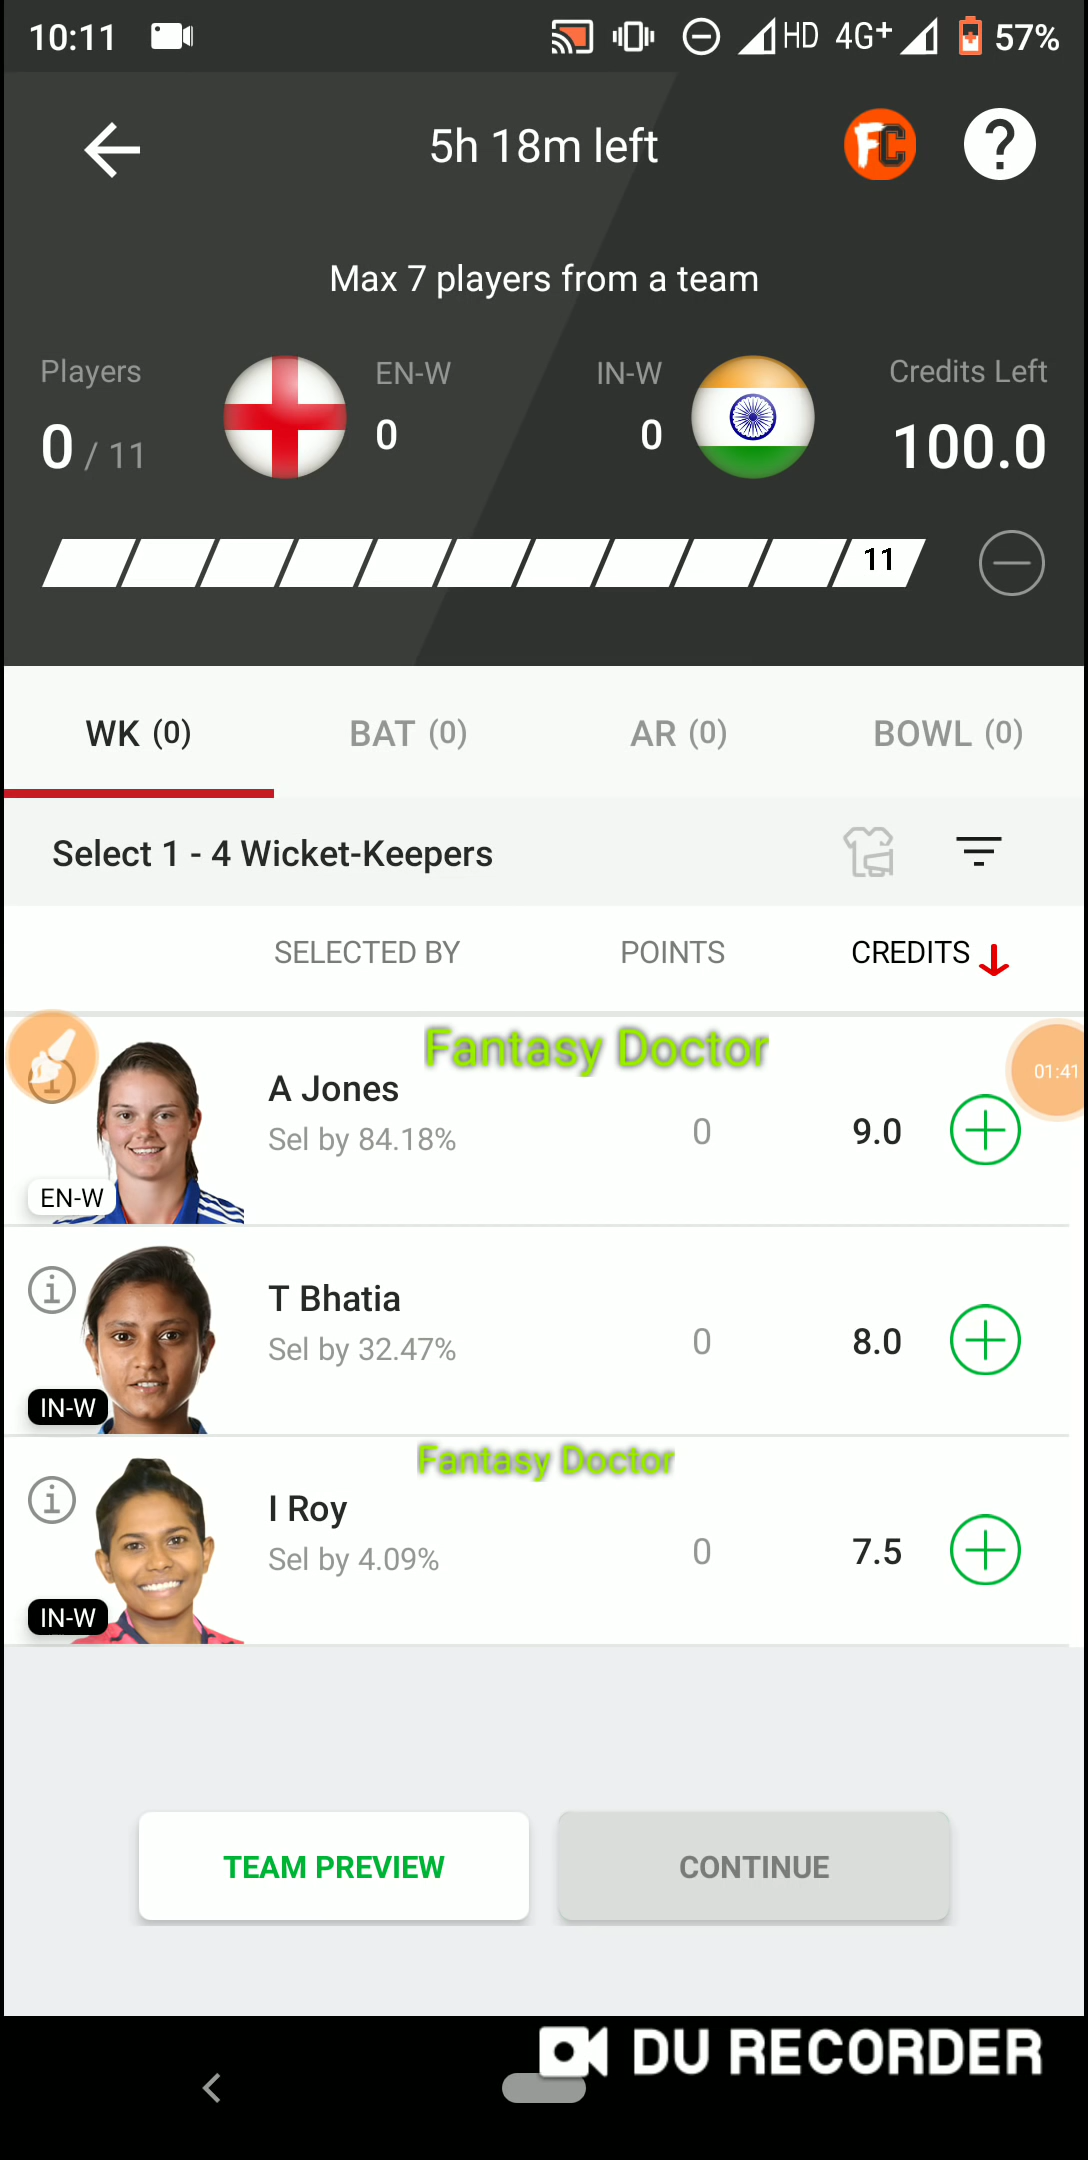 10:11 HD 4G+ 57%
5h 18m left FC ?
Max 7 players from a team
Players EN-W IN-W Credits Left
0 / 11 0 0 100.0
11
WK (0) BAT (0) AR (0) BOWL (0)
Select 1 - 4 Wicket-Keepers
SELECTED BY POINTS CREDITS
Fantasy Doctor
01:41
A Jones
Sel by 84.18% 0 9.0
EN-W
T Bhatia
Sel by 32.47% 0 8.0
IN-W
Fantasy Doctor
I Roy
Sel by 4.09% 0 7.5
IN-W
TEAM PREVIEW CONTINUE
DU RECORDER